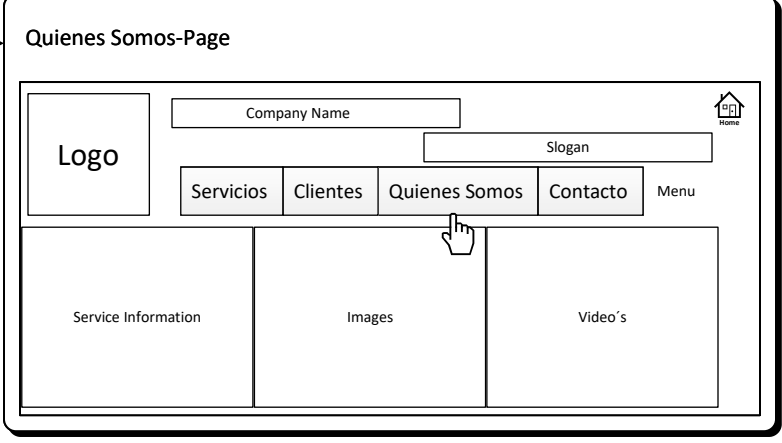 Quienes Somos-Page
Company Name
Home
Slogan
Logo
Servicios Clientes Quienes Somos Contacto Menu
Service Information Images Video´s